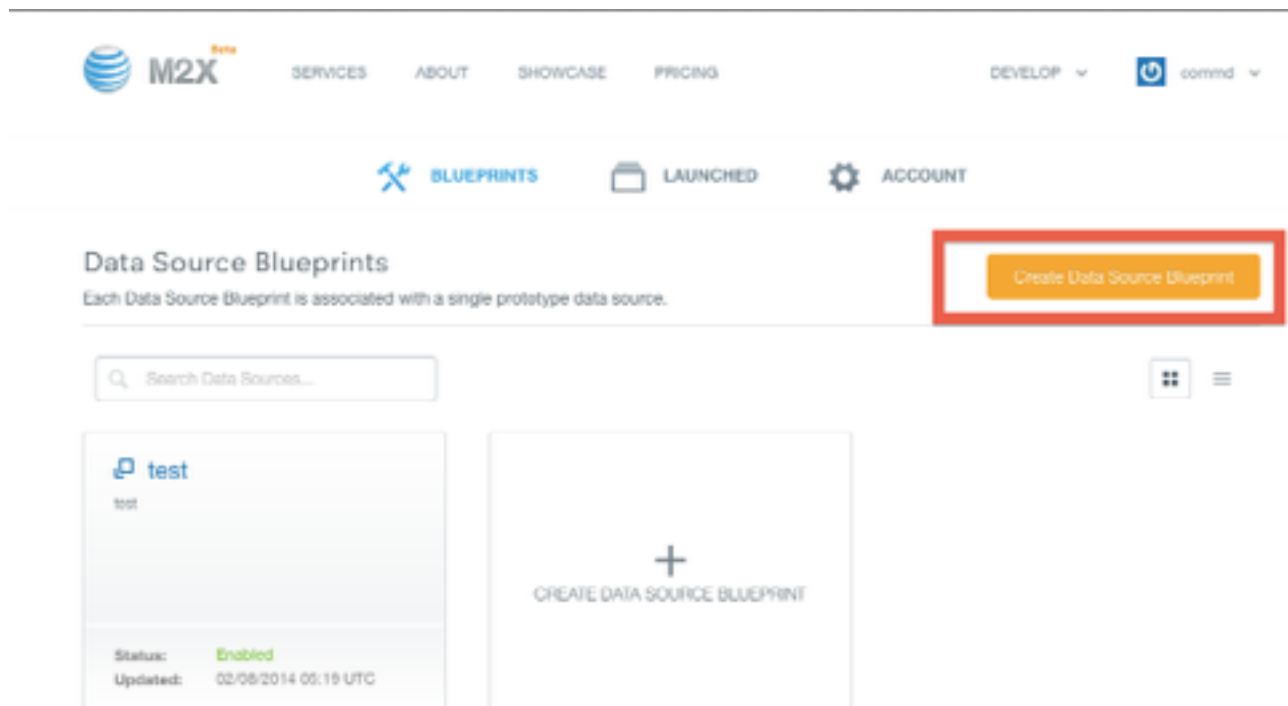 M2X Beta
SERVICES ABOUT SHOWCASE PRICING DEVELOP commd
BLUEPRINTS LAUNCHED ACCOUNT
Data Source Blueprints
Create Data Source Blueprint
Each Data Source Blueprint is associated with a single prototype data source.
Search Data Sources...
test
test
CREATE DATA SOURCE BLUEPRINT
Status: Enabled
Updated: 02/08/2014 05:19 UTC